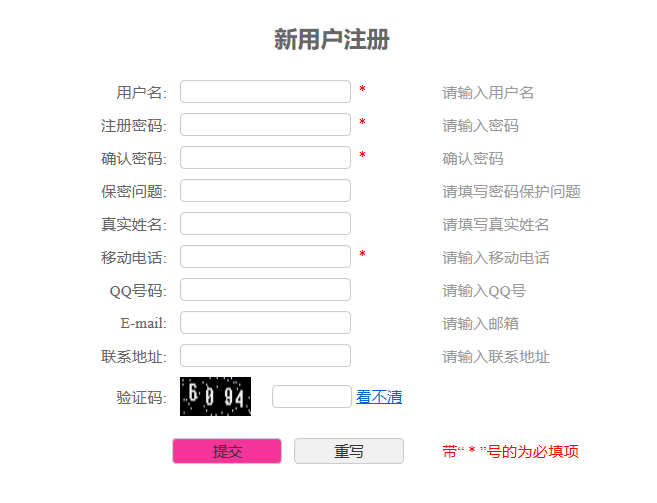 新用户注册
用户名: * 请输入用户名
注册密码: * 请输入密码
确认密码: * 确认密码
保密问题: 请填写密码保护问题
真实姓名: 请填写真实姓名
移动电话: * 请输入移动电话
QQ号码: 请输入QQ号
E-mail: 请输入邮箱
联系地址: 请输入联系地址
验证码: 6094 看不清
提交 重写 带“ * ”号的为必填项